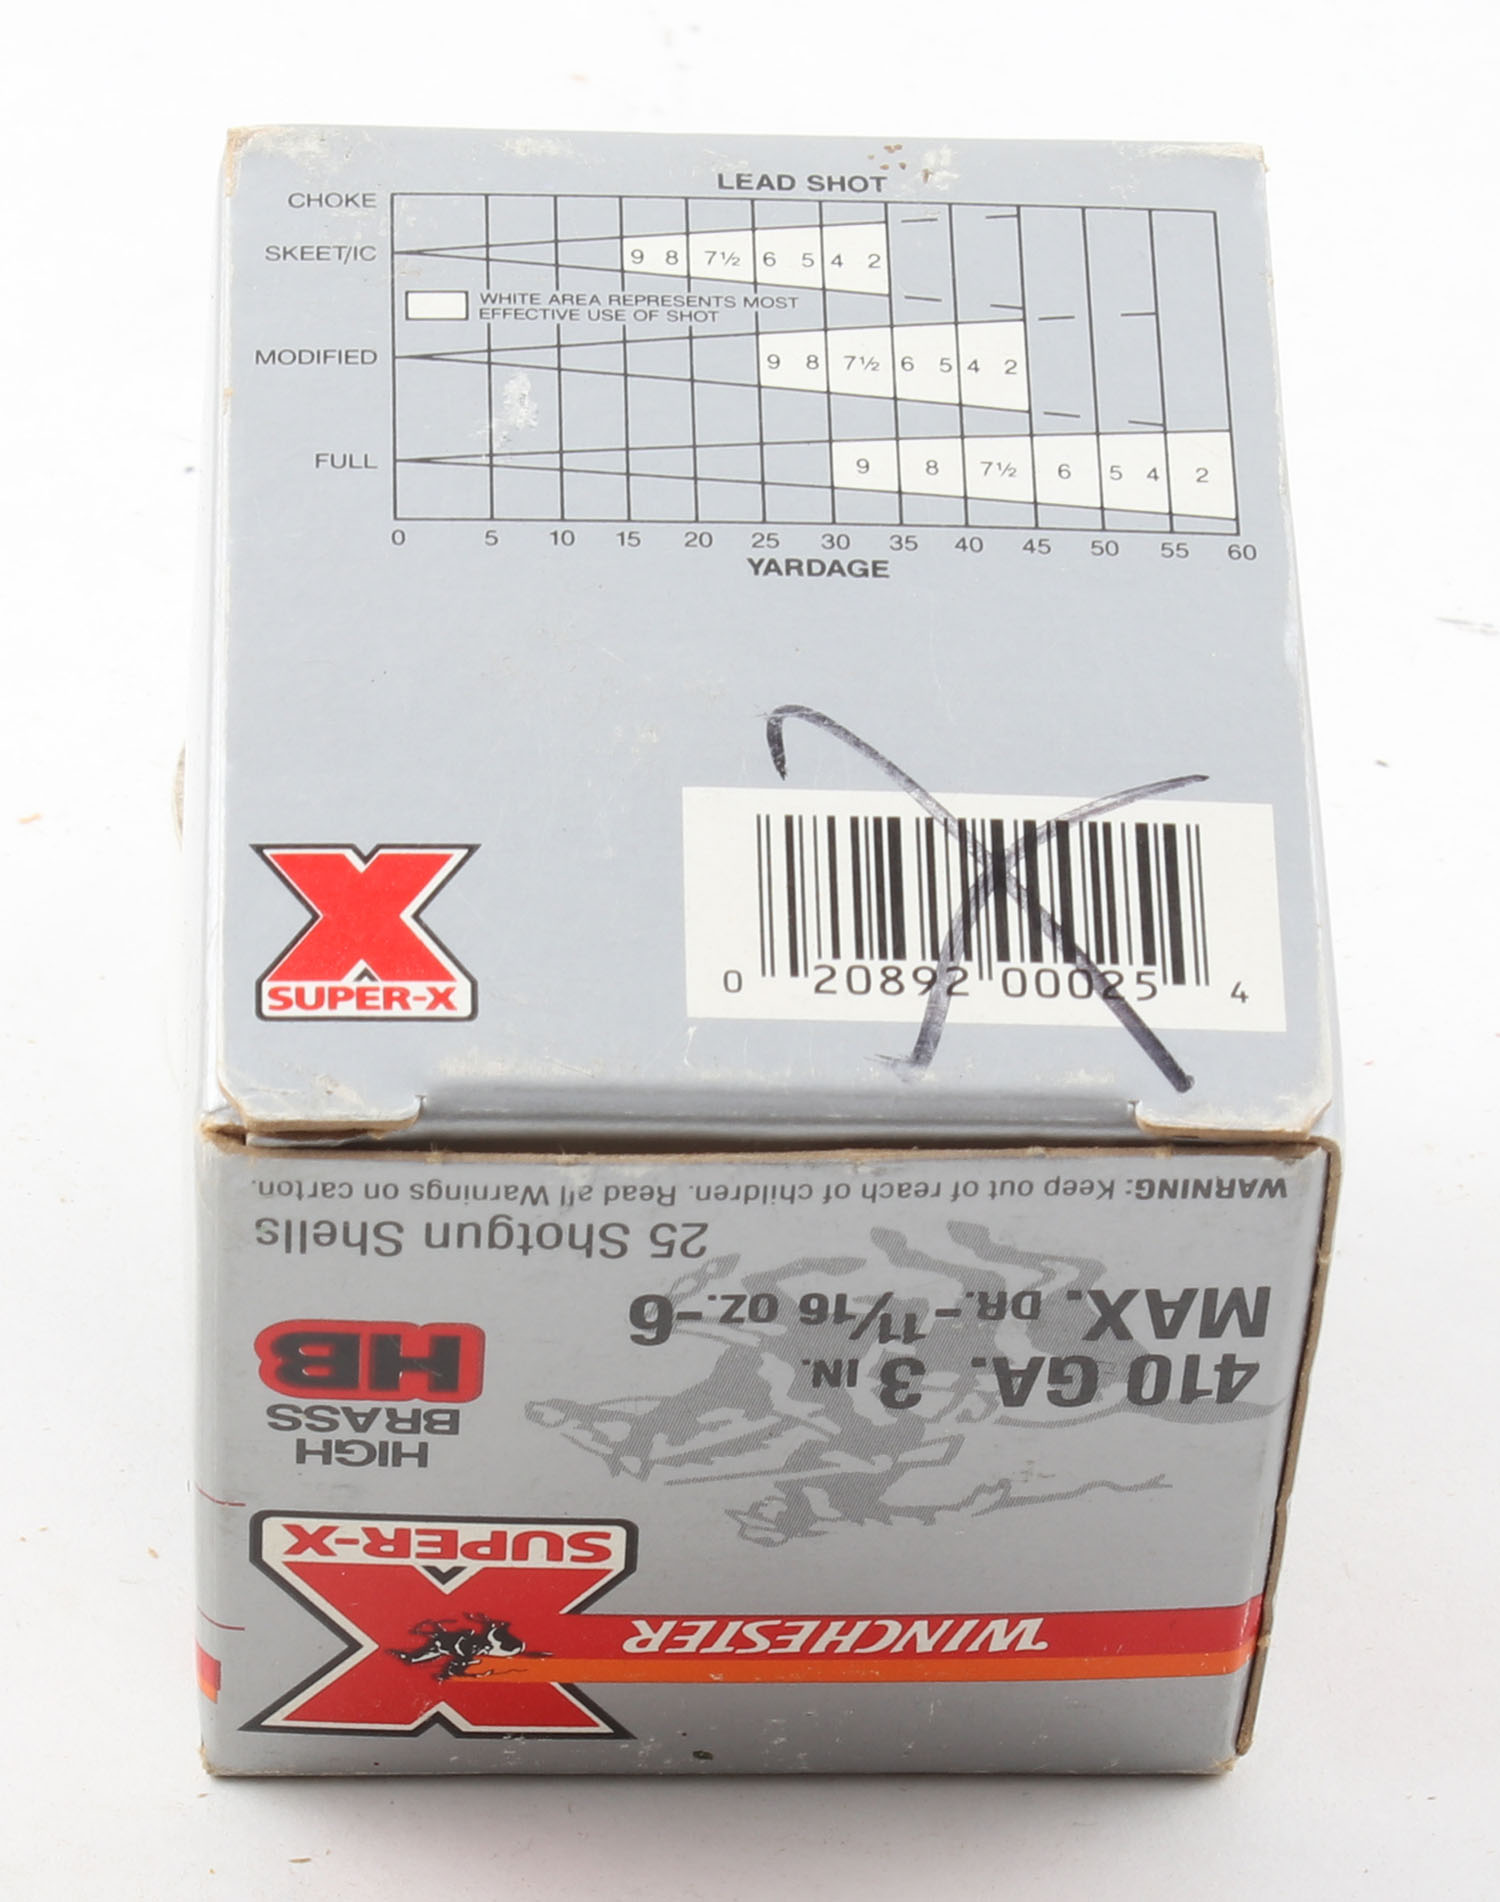 LEAD SHOT
CHOKE
SKEET/IC 9 8 7½ 6 5 4 2
WHITE AREA REPRESENTS MOST
EFFECTIVE USE OF SHOT
MODIFIED 9 8 7½ 6 5 4 2
FULL 9 8 7½ 6 5 4 2
0 5 10 15 20 25 30 35 40 45 50 55 60
YARDAGE
X
SUPER-X
0 20892 00025 4
WINCHESTER
X
SUPER-X
HIGH
BRASS
HB
410 GA. 3 IN.
MAX. DR.-11/16 OZ.-6
25 Shotgun Shells
WARNING: Keep out of reach of children. Read all Warnings on carton.